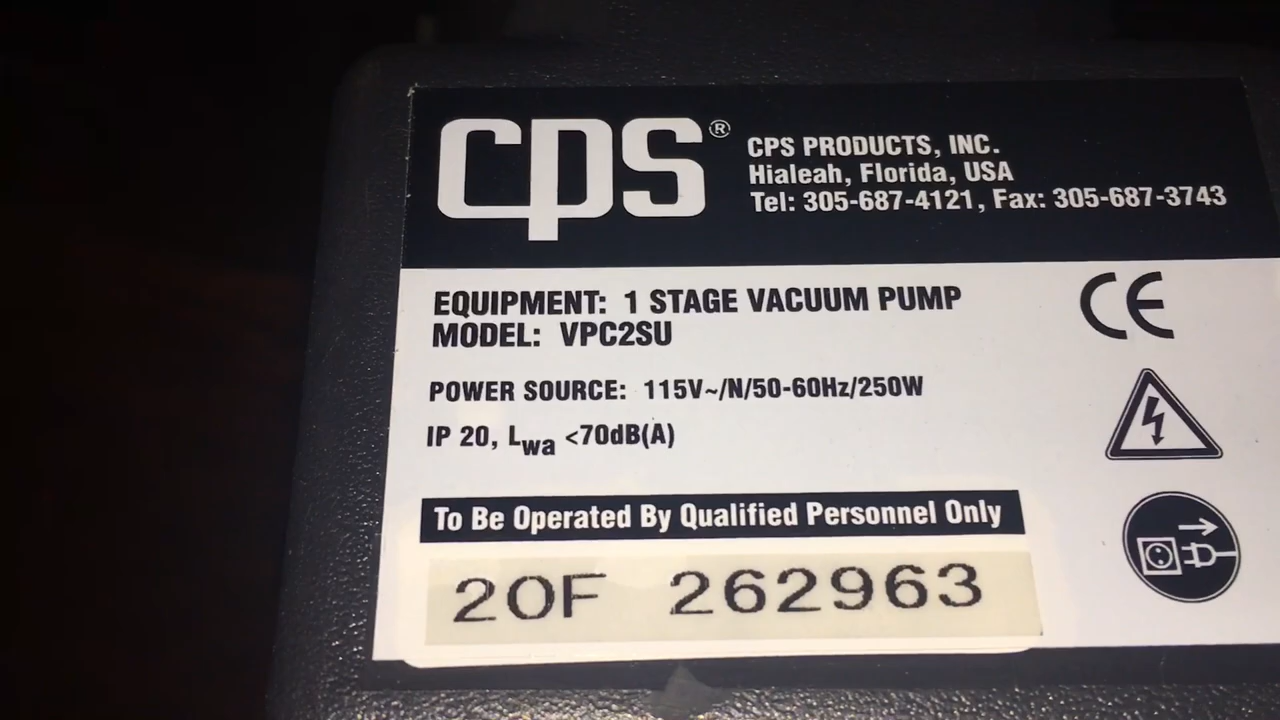 CPS®
CPS PRODUCTS, INC.
Hialeah, Florida, USA
Tel: 305-687-4121, Fax: 305-687-3743
EQUIPMENT: 1 STAGE VACUUM PUMP
MODEL: VPC2SU
CE
POWER SOURCE: 115V~/N/50-60Hz/250W
IP 20, Lwa <70dB(A)
To Be Operated By Qualified Personnel Only
20F 262963